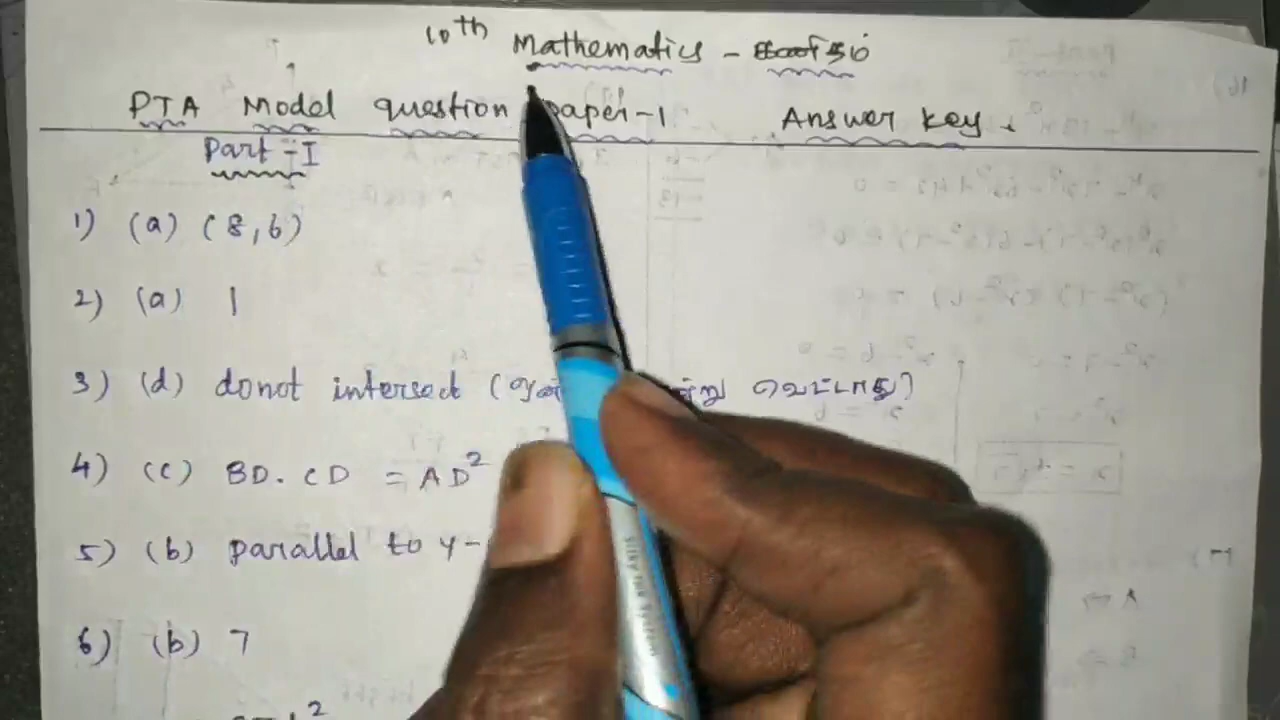 10th Mathematics -
PTA Model question paper-1 Answer key.
Part-I
1) (a) (8,6)
2) (a) 1
3) (d) donot intersect ( வெட்டாது)
4) (c) BD. CD = AD²
5) (b) parallel to y-
6) (b) 7